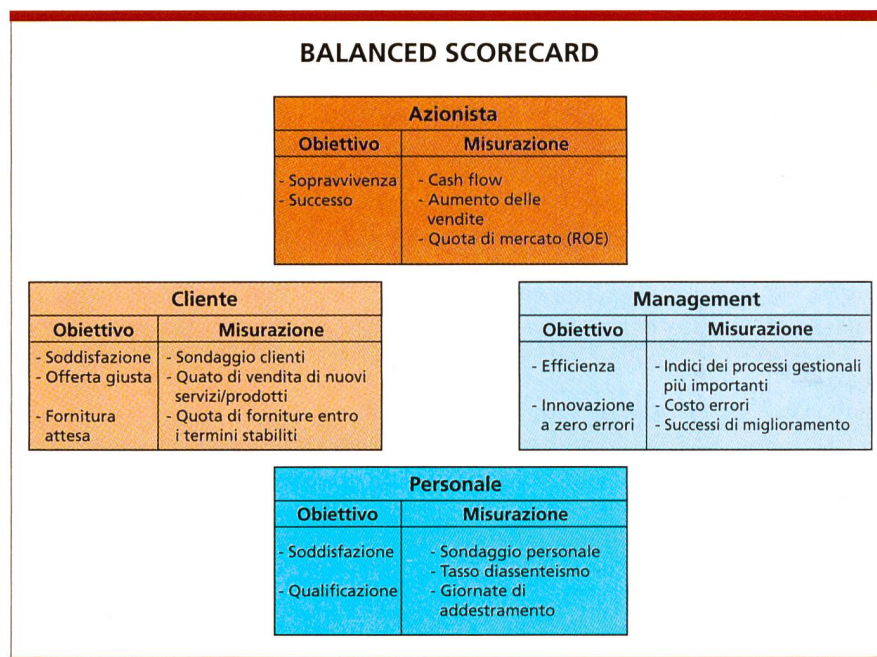 BALANCED SCORECARD
Azionista
Obiettivo Misurazione
- Sopravvivenza - Cash flow
- Successo - Aumento delle
vendite
- Quota di mercato (ROE)
Cliente
Obiettivo Misurazione
- Soddisfazione - Sondaggio clienti
- Offerta giusta - Quato di vendita di nuovi
servizi/prodotti
- Fornitura - Quota di forniture entro
attesa i termini stabiliti
Management
Obiettivo Misurazione
- Efficienza - Indici dei processi gestionali
più importanti
- Innovazione - Costo errori
a zero errori - Successi di miglioramento
Personale
Obiettivo Misurazione
- Soddisfazione - Sondaggio personale
- Tasso diassenteismo
- Qualificazione - Giornate di
addestramento